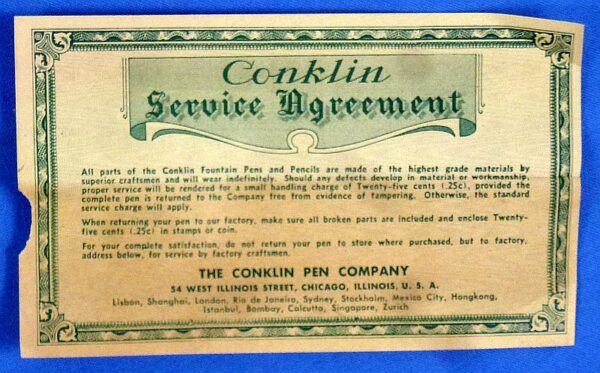 Conklin
Service Agreement
All parts of the Conklin Fountain Pens and Pencils are made of the highest grade materials by
superior craftsmen and will wear indefinitely. Should any defects develop in material or workmanship,
proper service will be rendered for a small handling charge of Twenty-five cents (.25c), provided the
complete pen is returned to the Company free from evidence of tampering. Otherwise, the standard
service charge will apply.
When returning your pen to our factory, make sure all broken parts are included and enclose Twenty-
five cents (.25c) in stamps or coin.
For your complete satisfaction, do not return your pen to store where purchased, but to factory,
address below, for service by factory craftsmen.
THE CONKLIN PEN COMPANY
54 WEST ILLINOIS STREET, CHICAGO, ILLINOIS, U. S. A.
Lisbon, Shanghai, London, Rio de Janeiro, Sydney, Stockholm, Mexico City, Hongkong,
Istanbul, Bombay, Calcutta, Singapore, Zurich